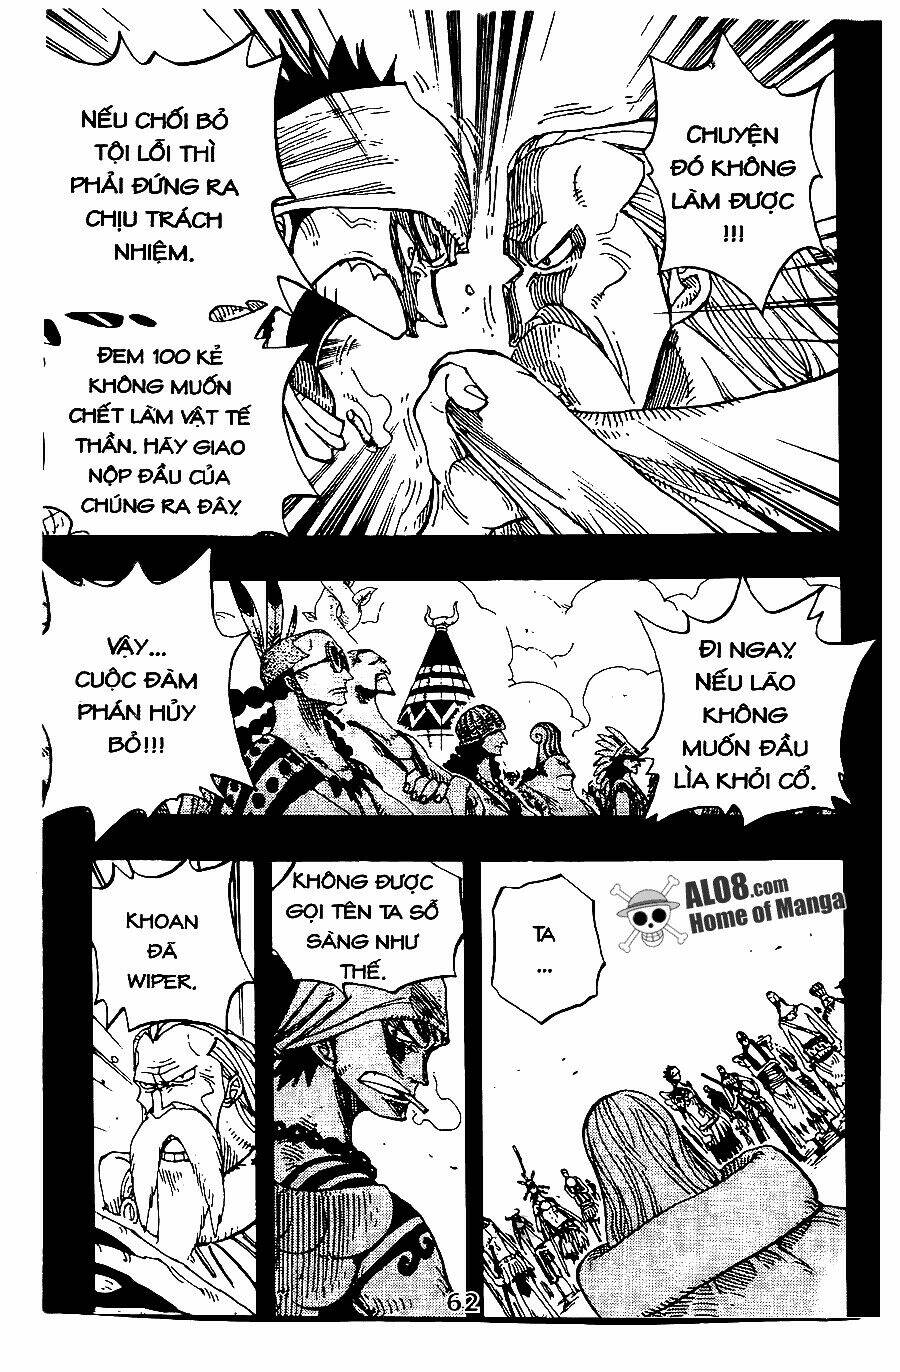 CHUYỆN
ĐÓ KHÔNG
LÀM ĐƯỢC
!!!
NẾU CHỐI BỎ
TỘI LỖI THÌ
PHẢI ĐỨNG RA
CHỊU TRÁCH
NHIỆM.
ĐEM 100 KẺ
KHÔNG MUỐN
CHẾT LÀM VẬT TẾ
THẦN. HÃY GIAO
NỘP ĐẦU CỦA
CHÚNG RA ĐÂY.
ĐI NGAY.
NẾU LÃO
KHÔNG
MUỐN ĐẦU
LÌA KHỎI CỔ.
VẬY...
CUỘC ĐÀM
PHÁN HỦY
BỎ!!!
TA
...
KHÔNG ĐƯỢC
GỌI TÊN TA SỖ
SÀNG NHƯ
THẾ.
KHOAN
ĐÃ
WIPER.
ALO8.com
Home of Manga
62